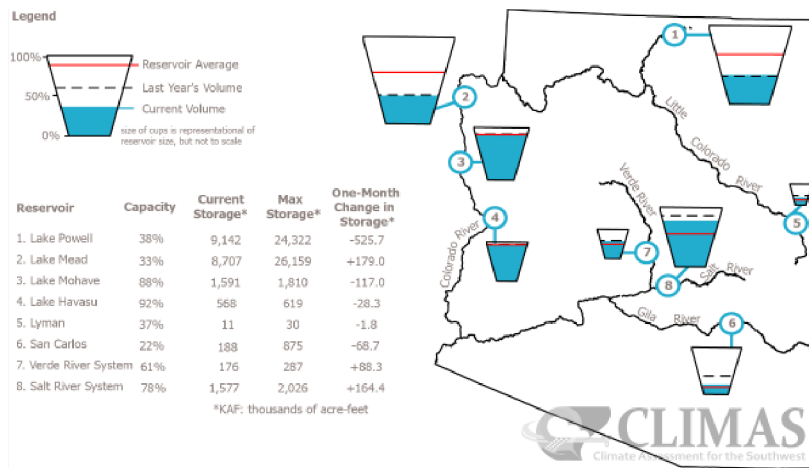 Legend
100%
50%
0%
Reservoir Average
Last Year's Volume
Current Volume
size of cups is representational of
reservoir size, but not to scale
Reservoir Capacity Current Storage* Max Storage* One-Month Change in Storage*
1. Lake Powell 38% 9,142 24,322 -525.7
2. Lake Mead 33% 8,707 26,159 +179.0
3. Lake Mohave 88% 1,591 1,810 -117.0
4. Lake Havasu 92% 568 619 -28.3
5. Lyman 37% 11 30 -1.8
6. San Carlos 22% 188 875 -68.7
7. Verde River System 61% 176 287 +88.3
8. Salt River System 78% 1,577 2,026 +164.4
*KAF: thousands of acre-feet
1
2
3
4
5
6
7
8
Little Colorado River
Verde River
Colorado River
Salt River
Gila River
CLIMAS
Climate Assessment for the Southwest